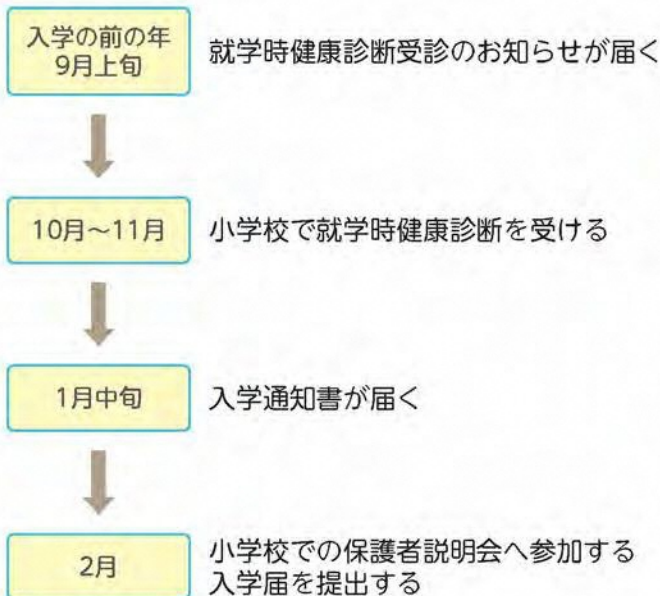 入学の前の年
9月上旬
就学時健康診断受診のお知らせが届く
10月～11月
小学校で就学時健康診断を受ける
1月中旬
入学通知書が届く
2月
小学校での保護者説明会へ参加する
入学届を提出する